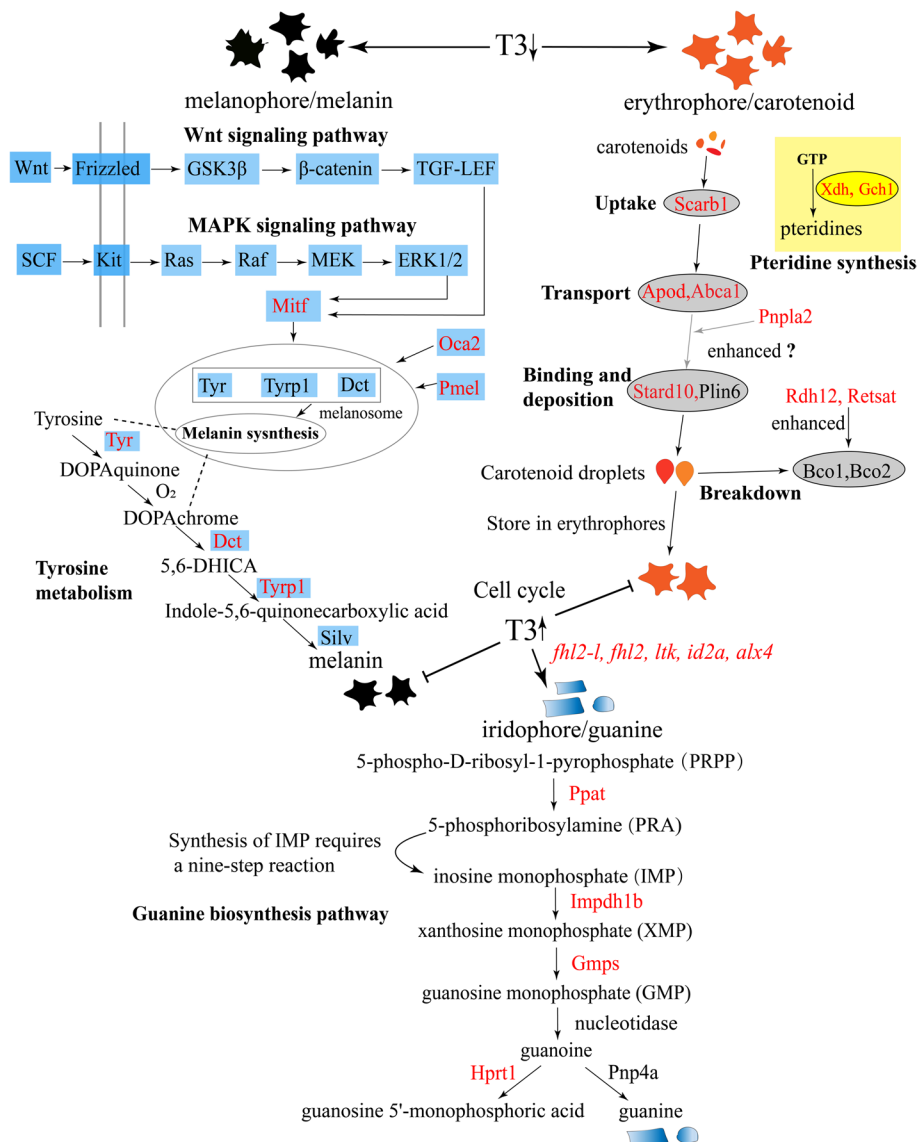 T3↓
melanophore/melanin
erythrophore/carotenoid
Wnt signaling pathway
Wnt
Frizzled
GSK3β
β-catenin
TGF-LEF
MAPK signaling pathway
SCF
Kit
Ras
Raf
MEK
ERK1/2
Mitf
Oca2
Pmel
Tyr
Tyrp1
Dct
melanosome
Melanin sysnthesis
Tyrosine
Tyr
DOPAquinone
O₂
DOPAchrome
Dct
5,6-DHICA
Tyrosine
metabolism
Tyrp1
Indole-5,6-quinonecarboxylic acid
Silv
melanin
carotenoids
Uptake
Scarb1
GTP
Xdh, Gch1
pteridines
Pteridine synthesis
Transport
Apod,Abca1
Pnpla2
enhanced ?
Binding and
deposition
Stard10,Plin6
Rdh12, Retsat
enhanced
Carotenoid droplets
Breakdown
Bco1,Bco2
Store in erythrophores
Cell cycle
T3↑
fhl2-l, fhl2, ltk, id2a, alx4
iridophore/guanine
5-phospho-D-ribosyl-1-pyrophosphate (PRPP)
Ppat
5-phosphoribosylamine (PRA)
Synthesis of IMP requires
a nine-step reaction
inosine monophosphate (IMP)
Impdh1b
Guanine biosynthesis pathway
xanthosine monophosphate (XMP)
Gmps
guanosine monophosphate (GMP)
nucleotidase
guanoine
Hprt1
Pnp4a
guanosine 5'-monophosphoric acid
guanine